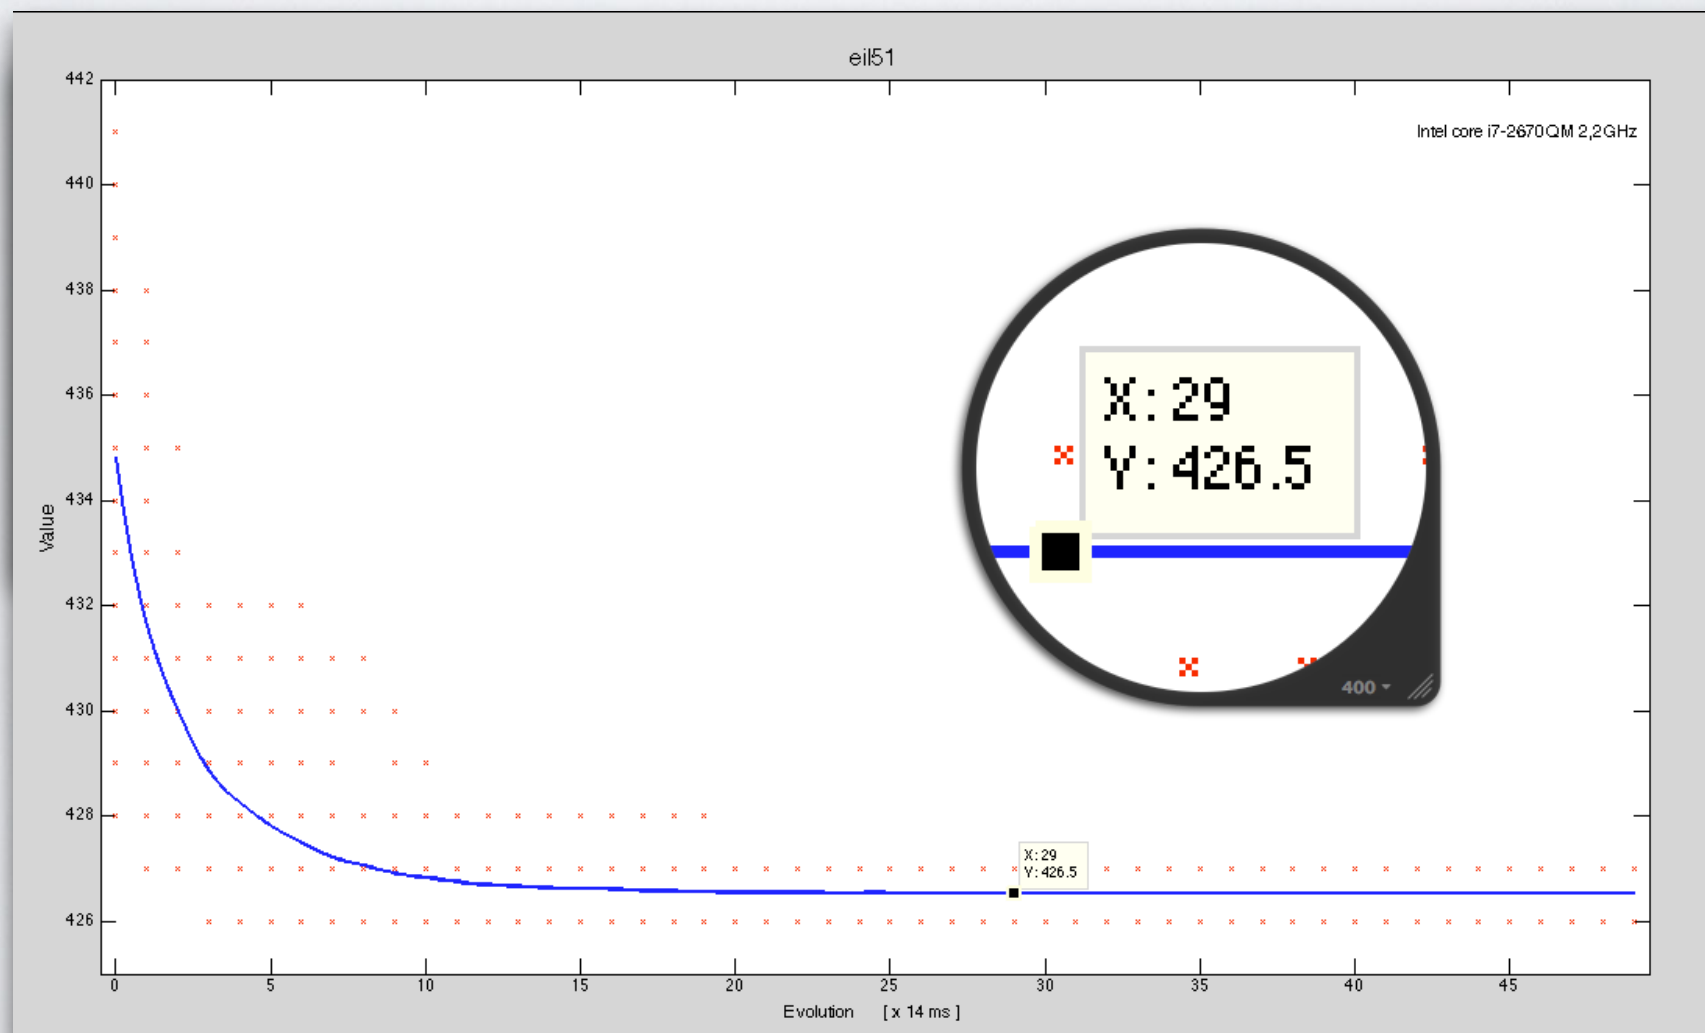 eil51
Intel core i7-2670QM 2,2GHz
442
440
438
436
434
432
430
428
426
Value
X:29
Y:426.5
400
X:29
Y:426.5
0 5 10 15 20 25 30 35 40 45
Evolution [ x 14 ms ]